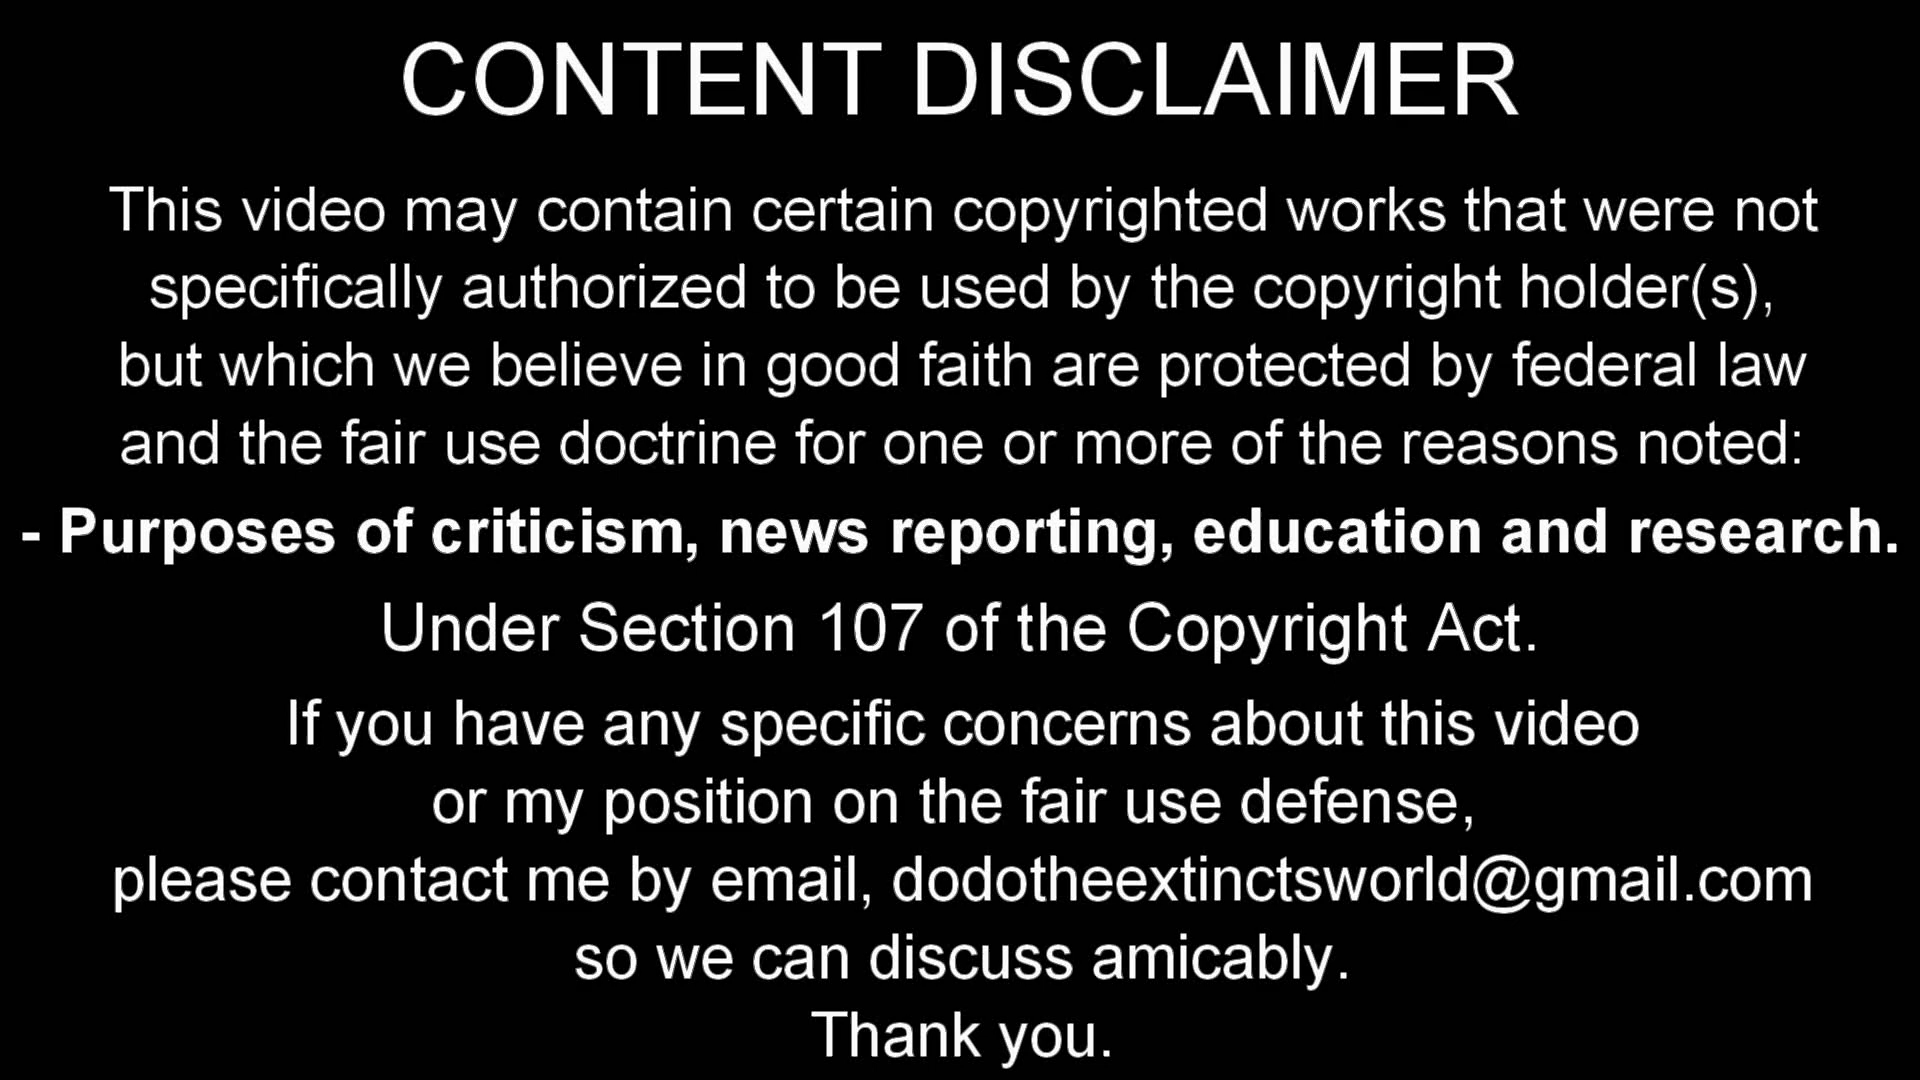 CONTENT DISCLAIMER
This video may contain certain copyrighted works that were not
specifically authorized to be used by the copyright holder(s),
but which we believe in good faith are protected by federal law
and the fair use doctrine for one or more of the reasons noted:
- Purposes of criticism, news reporting, education and research.
Under Section 107 of the Copyright Act.
If you have any specific concerns about this video
or my position on the fair use defense,
please contact me by email, dodotheextinctsworld@gmail.com
so we can discuss amicably.
Thank you.